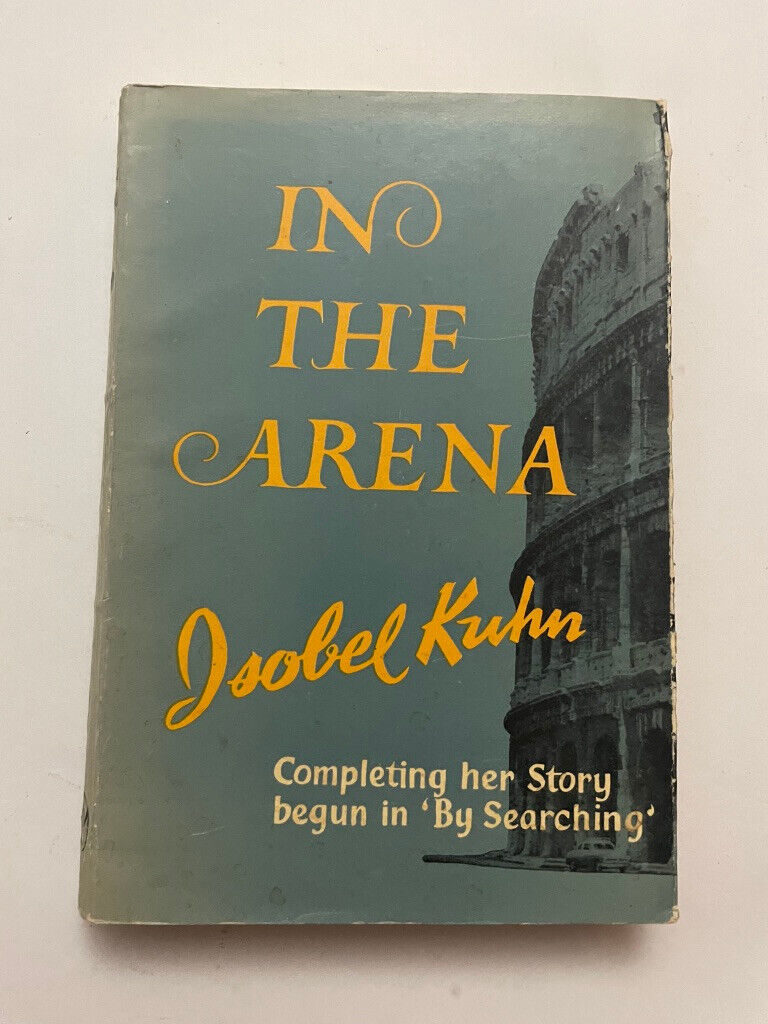 IN
THE
ARENA
Isobel Kuhn
Completing her Story
begun in ‘By Searching‘